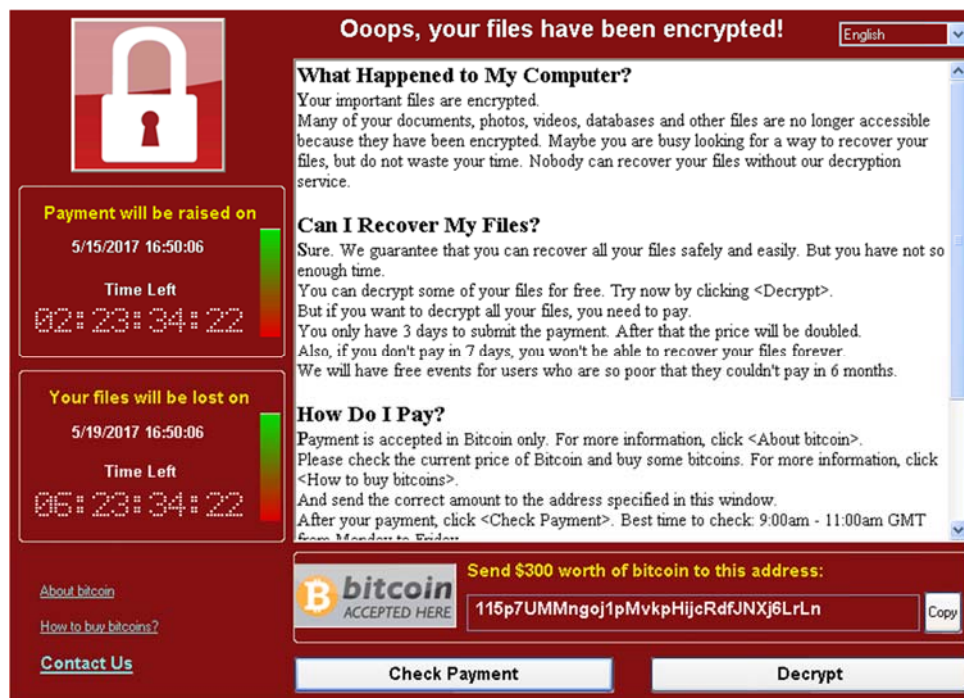 Ooops, your files have been encrypted!
English
What Happened to My Computer?
Your important files are encrypted.
Many of your documents, photos, videos, databases and other files are no longer accessible
because they have been encrypted. Maybe you are busy looking for a way to recover your
files, but do not waste your time. Nobody can recover your files without our decryption
service.
Can I Recover My Files?
Sure. We guarantee that you can recover all your files safely and easily. But you have not so
enough time.
You can decrypt some of your files for free. Try now by clicking <Decrypt>.
But if you want to decrypt all your files, you need to pay.
You only have 3 days to submit the payment. After that the price will be doubled.
Also, if you don't pay in 7 days, you won't be able to recover your files forever.
We will have free events for users who are so poor that they couldn't pay in 6 months.
How Do I Pay?
Payment is accepted in Bitcoin only. For more information, click <About bitcoin>.
Please check the current price of Bitcoin and buy some bitcoins. For more information, click
<How to buy bitcoins>.
And send the correct amount to the address specified in this window.
After your payment, click <Check Payment>. Best time to check: 9:00am - 11:00am GMT
from Monday to Friday.
Payment will be raised on
5/15/2017 16:50:06
Time Left
02:23:34:22
Your files will be lost on
5/19/2017 16:50:06
Time Left
06:23:34:22
About bitcoin
How to buy bitcoins?
Contact Us
bitcoin
ACCEPTED HERE
Send $300 worth of bitcoin to this address:
115p7UMMngoj1pMvkpHijcRdfJNXj6LrLn
Copy
Check Payment
Decrypt